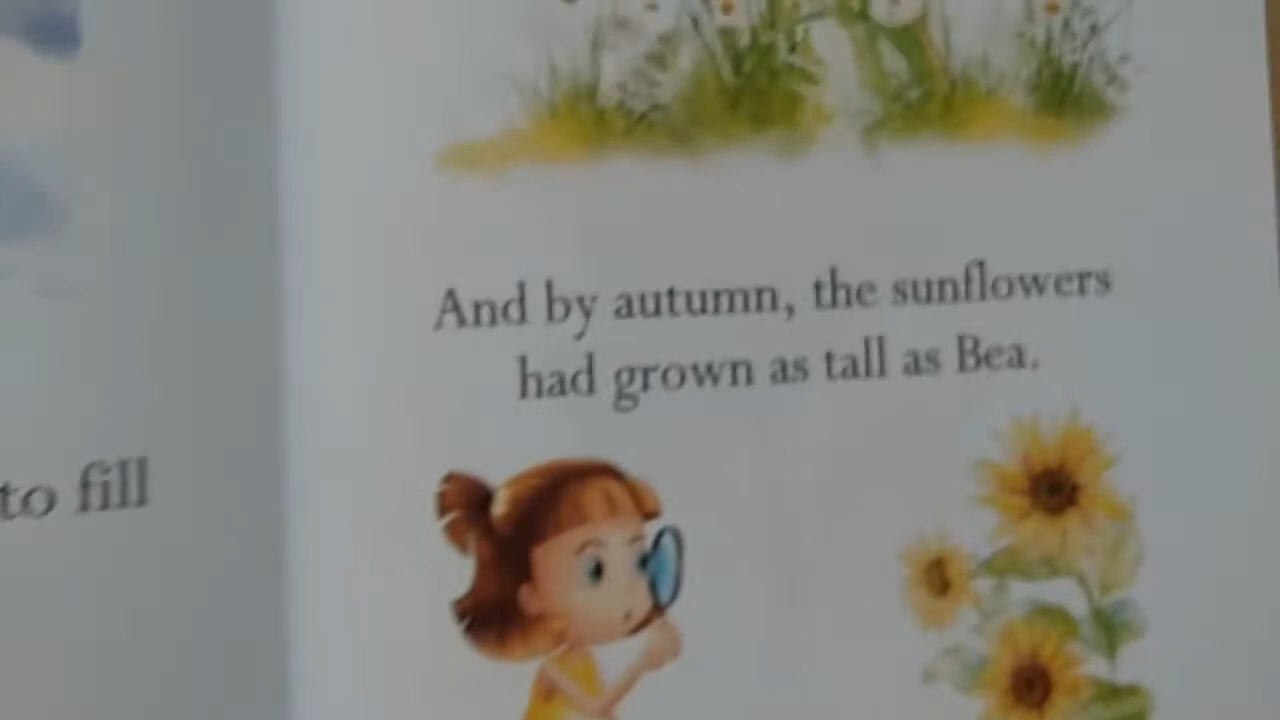 to fill
And by autumn, the sunflowers
had grown as tall as Bea.